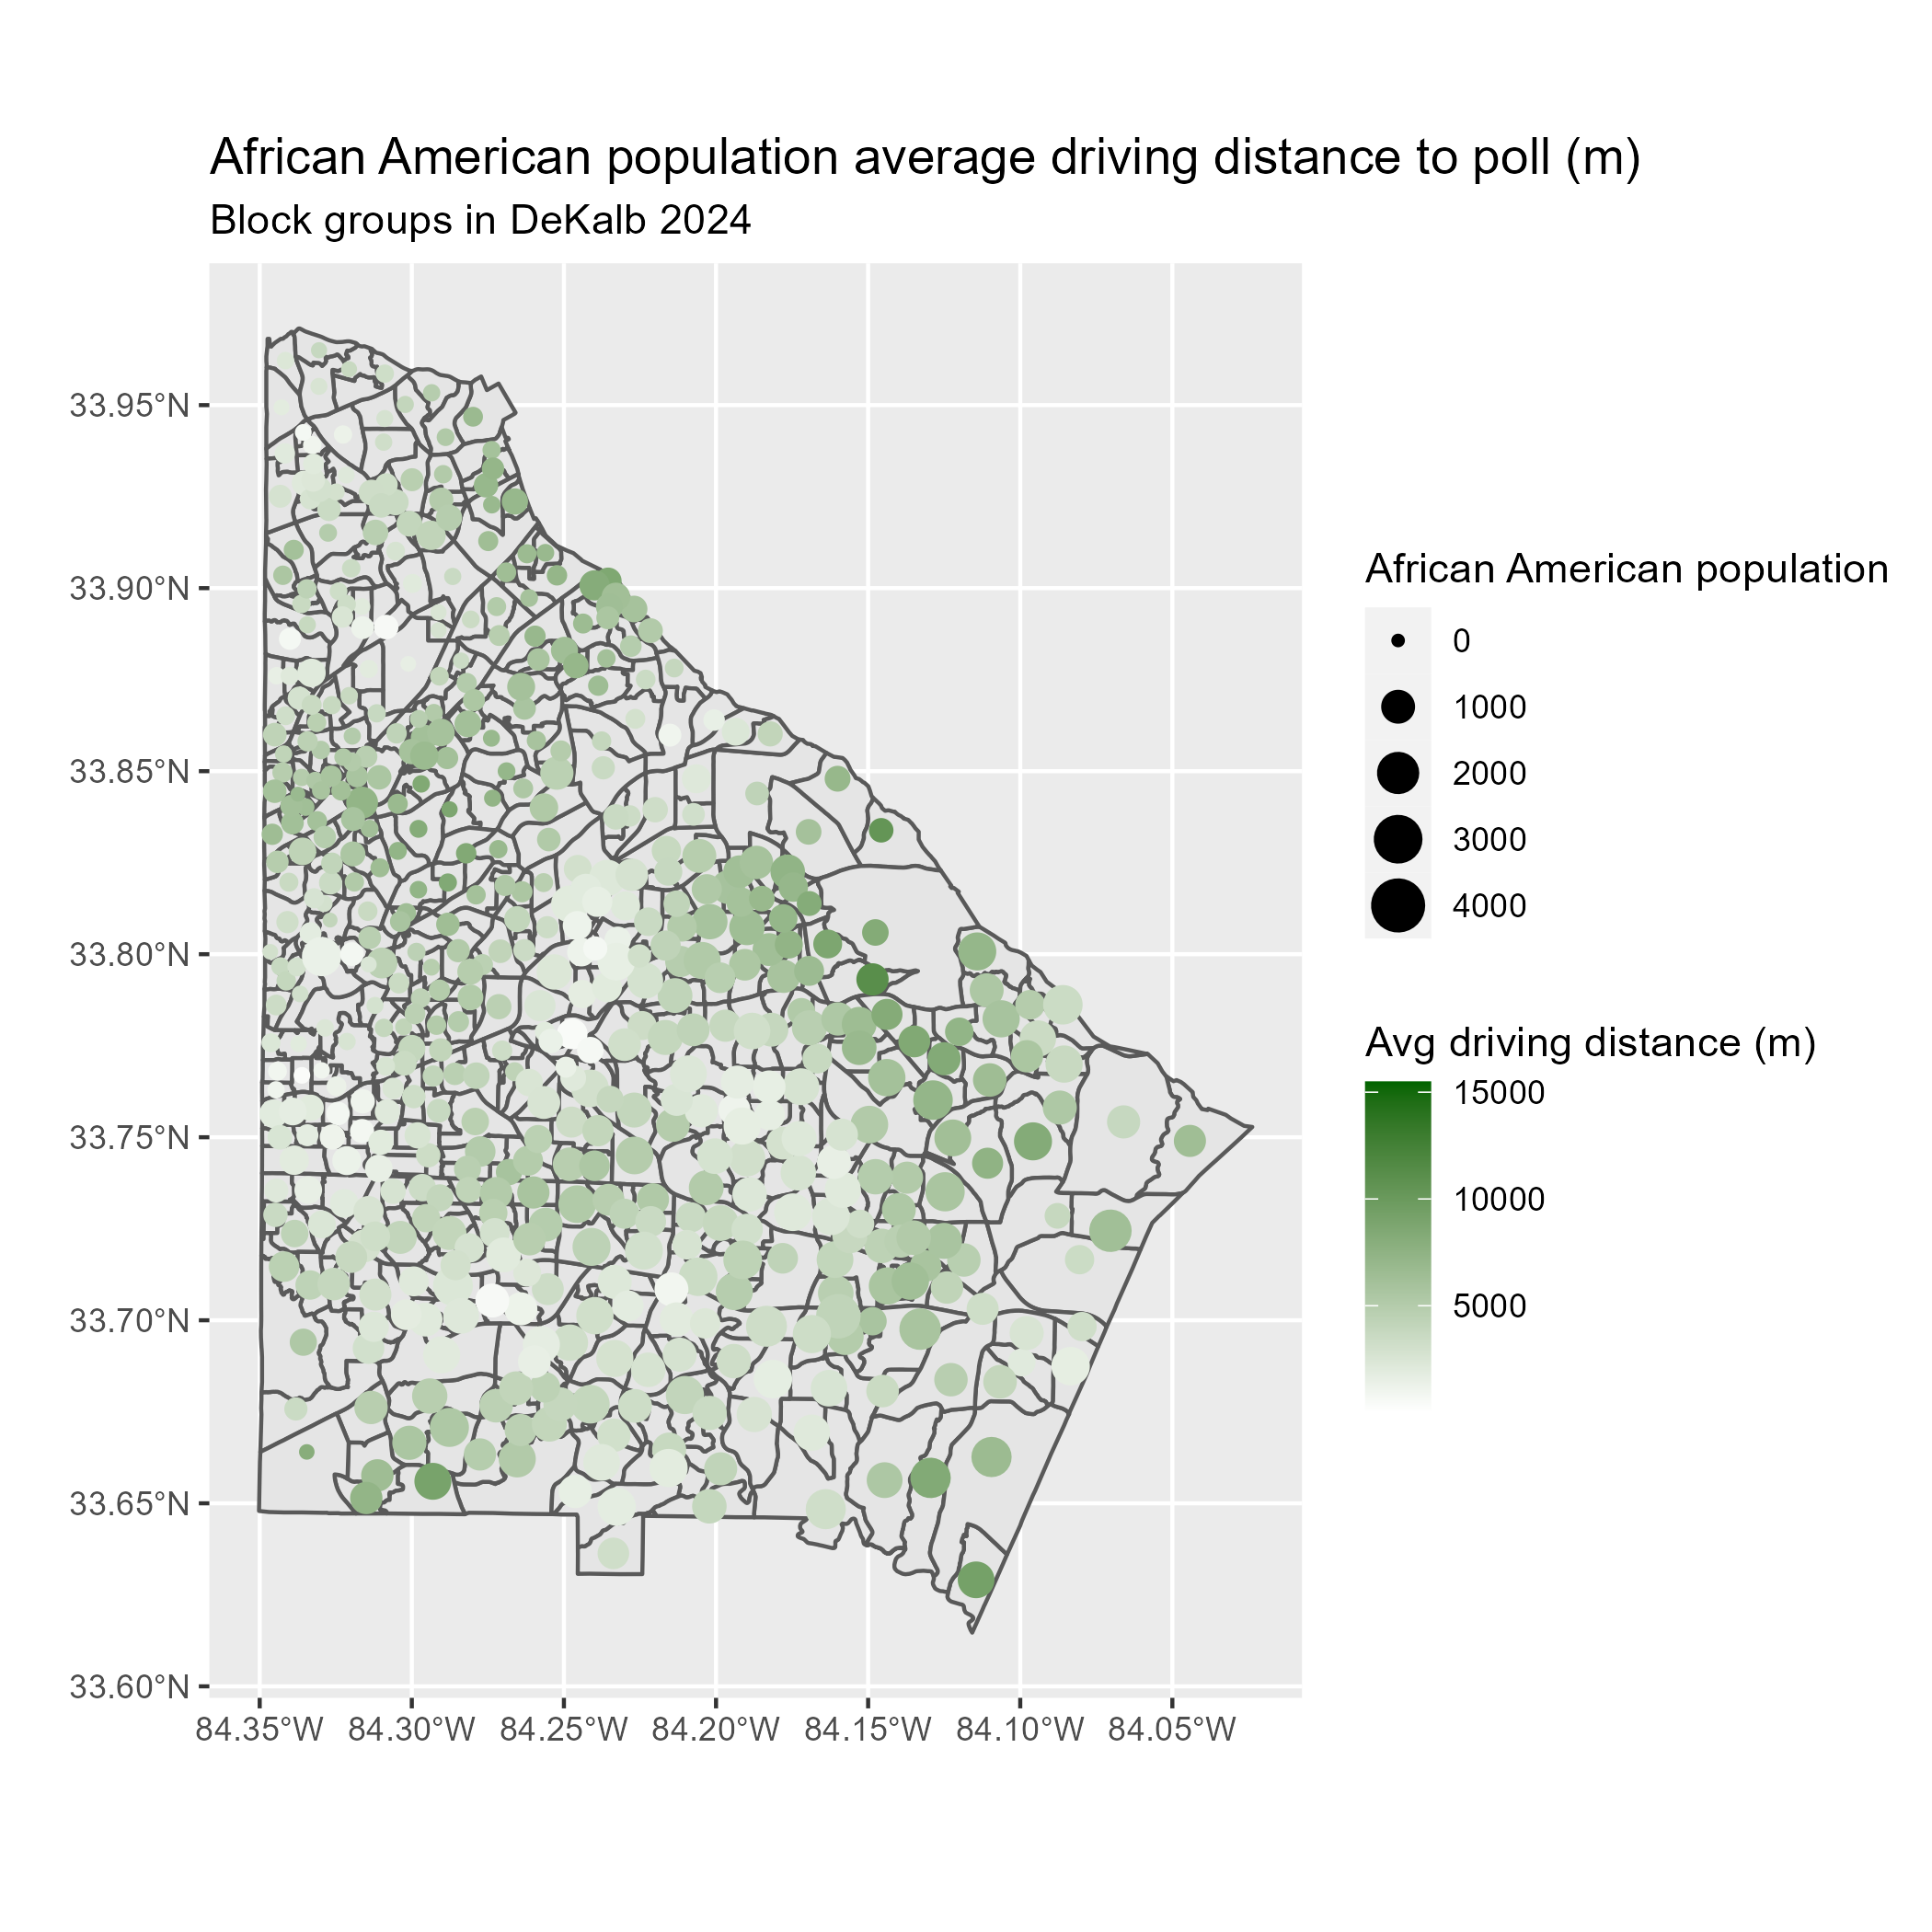 African American population average driving distance to poll (m)
Block groups in DeKalb 2024
33.95°N
33.90°N
33.85°N
33.80°N
33.75°N
33.70°N
33.65°N
33.60°N
84.35°W 84.30°W 84.25°W 84.20°W 84.15°W 84.10°W 84.05°W
African American population
0
1000
2000
3000
4000
Avg driving distance (m)
15000
10000
5000